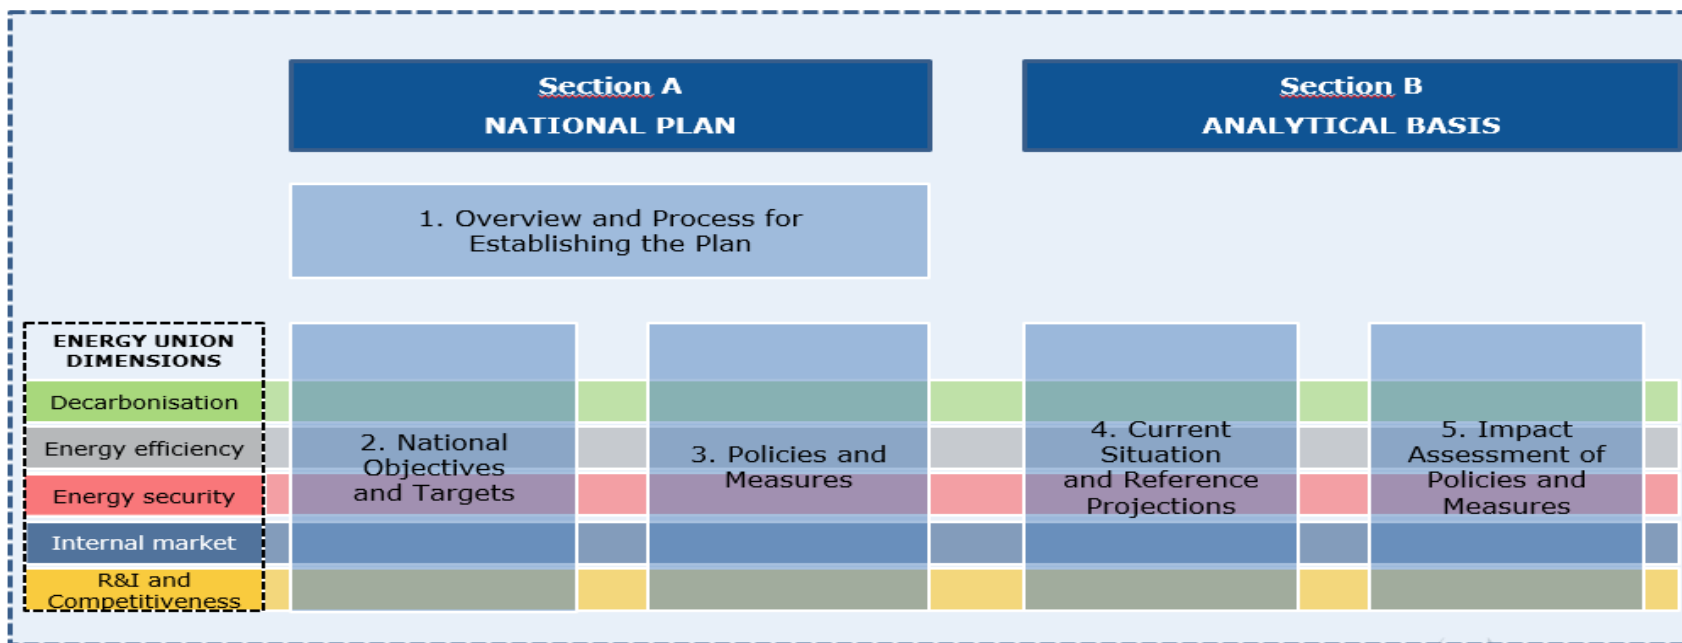 Section A
NATIONAL PLAN
Section B
ANALYTICAL BASIS
1. Overview and Process for
Establishing the Plan
ENERGY UNION
DIMENSIONS
Decarbonisation
Energy efficiency
Energy security
Internal market
R&I and
Competitiveness
2. National
Objectives
and Targets
3. Policies and
Measures
4. Current
Situation
and Reference
Projections
5. Impact
Assessment of
Policies and
Measures